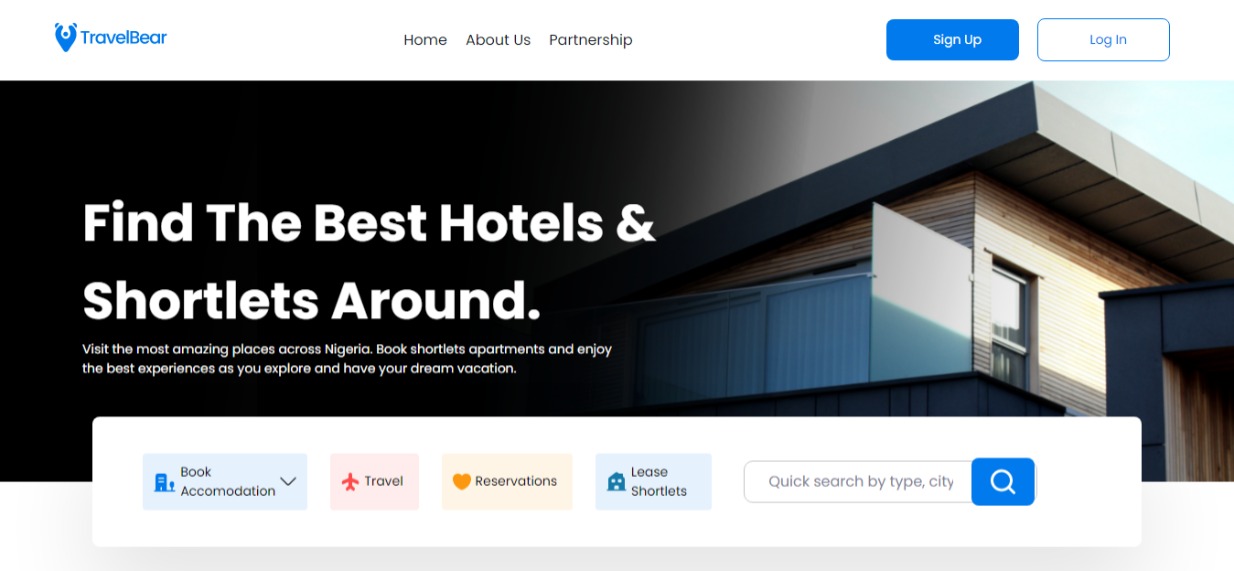 TravelBear
Home About Us Partnership
Sign Up
Log In
Find The Best Hotels &
Shortlets Around.
Visit the most amazing places across Nigeria. Book shortlets apartments and enjoy
the best experiences as you explore and have your dream vacation.
Book
Accomodation
Travel
Reservations
Lease
Shortlets
Quick search by type, city